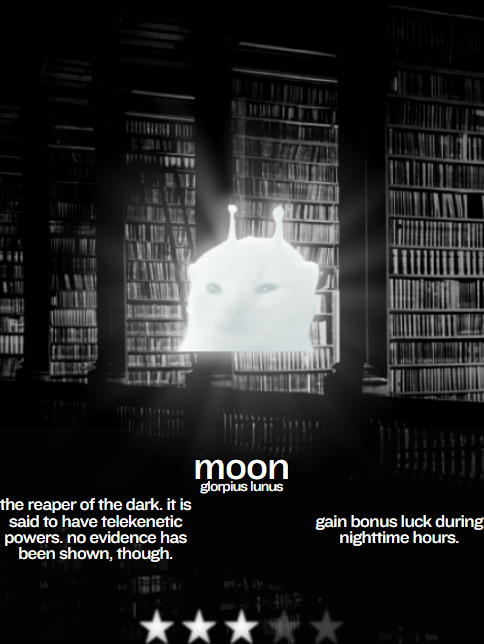 moon
glorpius lunus
the reaper of the dark. it is
said to have telekenetic
powers. no evidence has
been shown, though.
gain bonus luck during
nighttime hours.